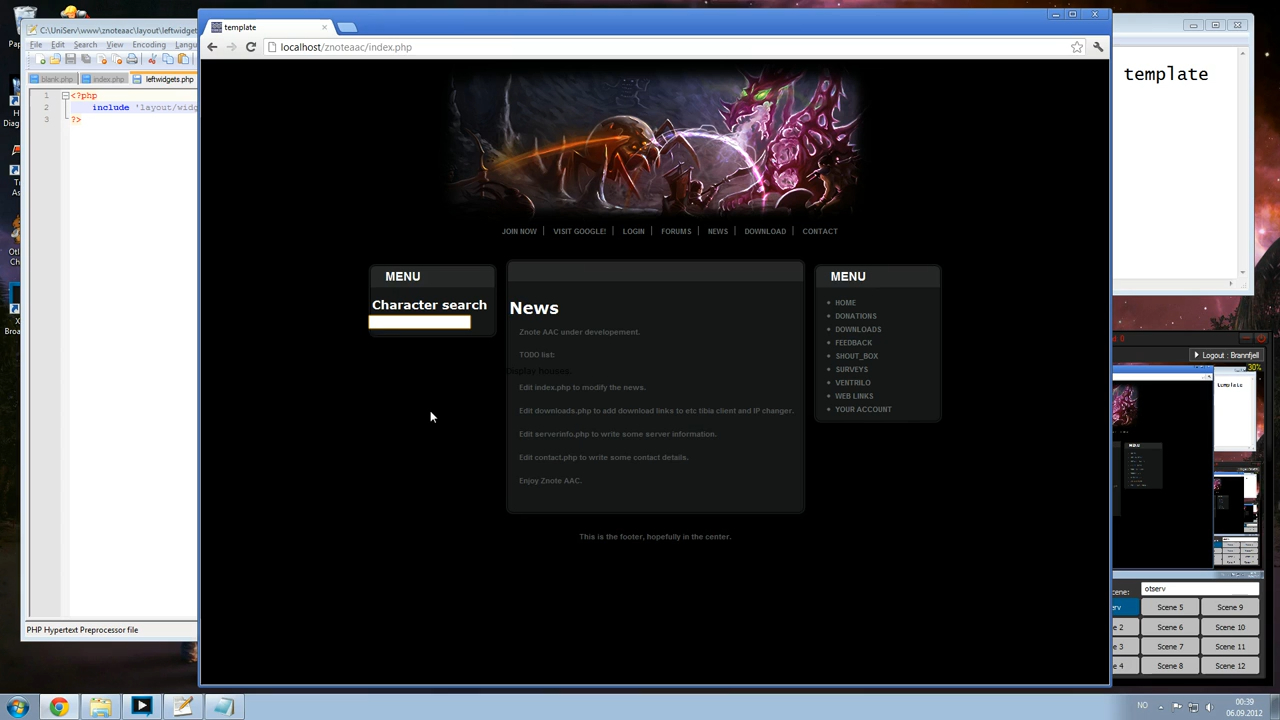 C:\UniServ\www\znoteaac\layout\leftwidget
File Edit Search View Encoding Langu
blank.php index.php leftwidgets.php
1 <?php
2 include 'layout/widg
3 ?>
PHP Hypertext Preprocessor file
template
localhost/znoteaac/index.php
JOIN NOW | VISIT GOOGLE! | LOGIN | FORUMS | NEWS | DOWNLOAD | CONTACT
MENU
Character search
News
Znote AAC under developement.
TODO list:
Display houses.
Edit index.php to modify the news.
Edit downloads.php to add download links to etc tibia client and IP changer.
Edit serverinfo.php to write some server information.
Edit contact.php to write some contact details.
Enjoy Znote AAC.
MENU
HOME
DONATIONS
DOWNLOADS
FEEDBACK
SHOUT_BOX
SURVEYS
VENTRILO
WEB LINKS
YOUR ACCOUNT
This is the footer, hopefully in the center.
template
Logout : Brannfjell
30%
cene: otserv
erv Scene 5 Scene 9
e 2 Scene 6 Scene 10
e 3 Scene 7 Scene 11
e 4 Scene 8 Scene 12
NO
00:39
06.09.2012